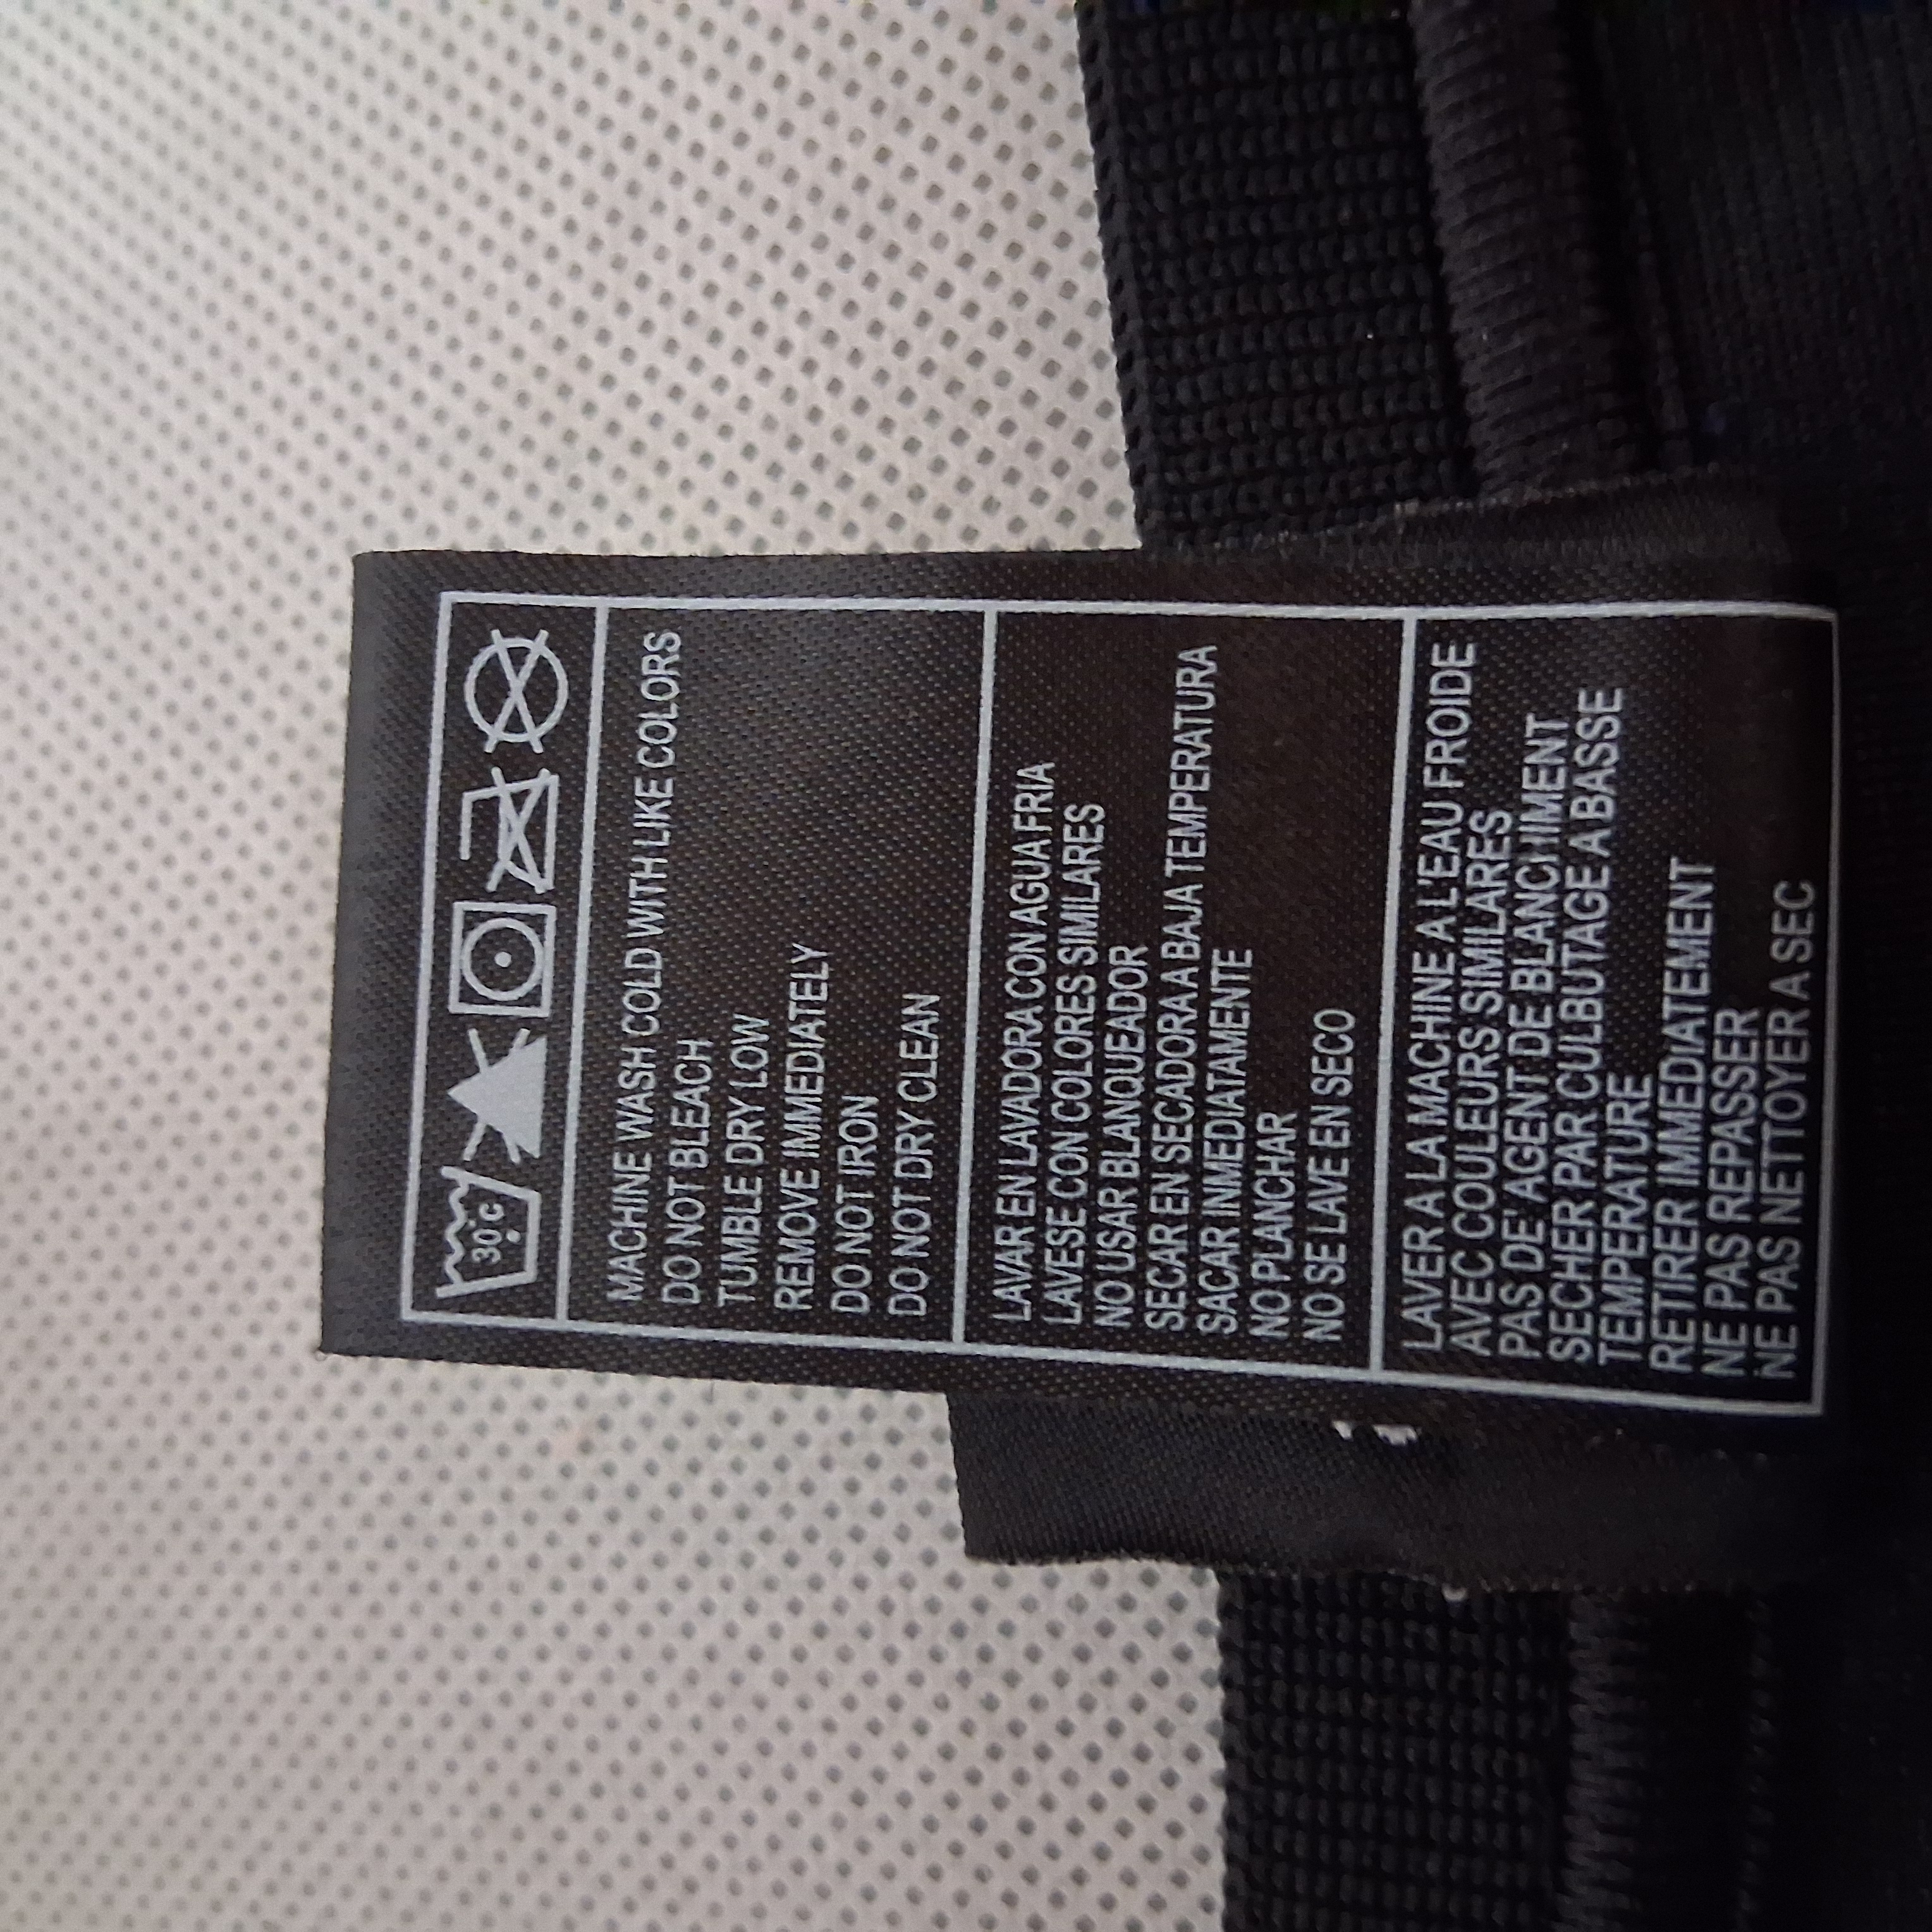 30°C
MACHINE WASH COLD WITH LIKE COLORS
DO NOT BLEACH
TUMBLE DRY LOW
REMOVE IMMEDIATELY
DO NOT IRON
DO NOT DRY CLEAN
LAVAR EN LAVADORA CON AGUA FRIA
LAVESE CON COLORES SIMILARES
NO USAR BLANQUEADOR
SECAR EN SECADORA A BAJA TEMPERATURA
SACAR INMEDIATAMENTE
NO PLANCHAR
NO SE LAVE EN SECO
LAVER A LA MACHINE A L'EAU FROIDE
AVEC COULEURS SIMILARES
PAS DE' AGENT DE BLANCHIMENT
SECHER PAR CULBUTAGE A BASSE
TEMPERATURE
RETIRER IMMEDIATEMENT
NE PAS REPASSER
NE PAS NETTOYER A SEC